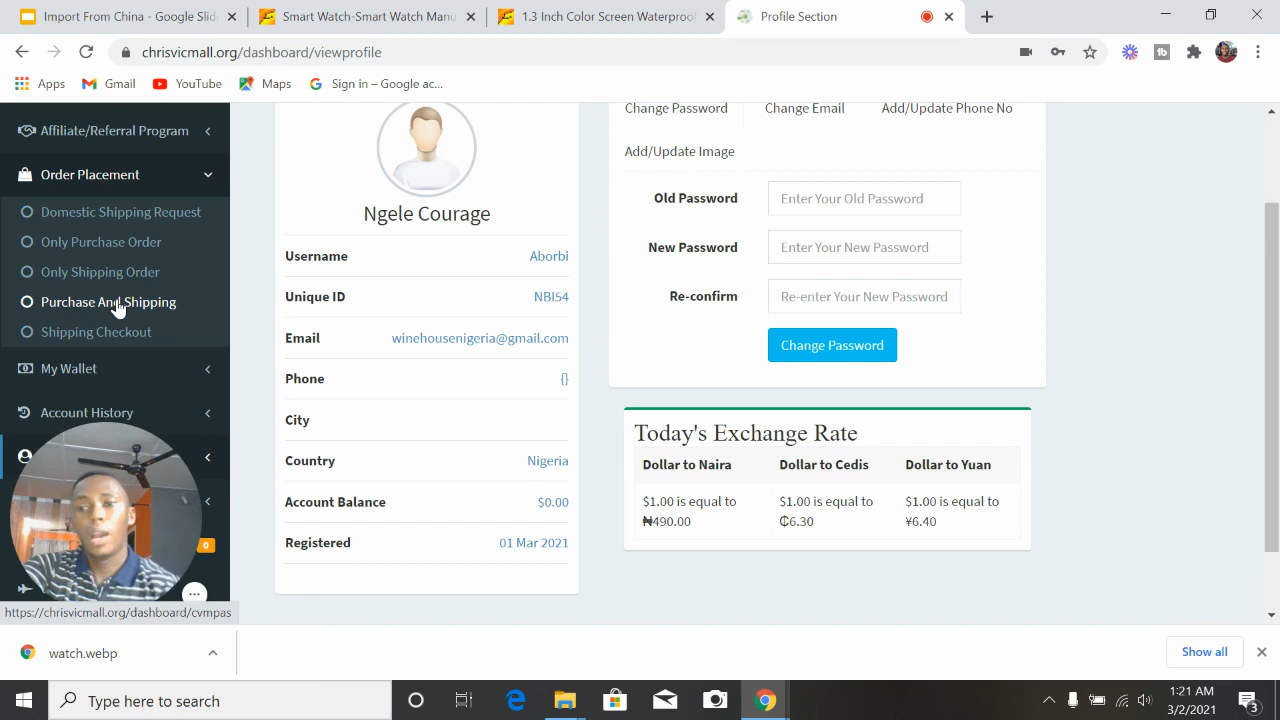 Import From China - Google Slid
Smart Watch-Smart Watch Manu
1.3 Inch Color Screen Waterproo
Profile Section
chrisvicmall.org/dashboard/viewprofile
Apps
Gmail
YouTube
Maps
Sign in – Google ac...
Affiliate/Referral Program
Order Placement
Domestic Shipping Request
Only Purchase Order
Only Shipping Order
Purchase And Shipping
Shipping Checkout
My Wallet
Account History
0
...
https://chrisvicmall.org/dashboard/cvmpas
Ngele Courage
Username Aborbi
Unique ID NBI54
Email winehousenigeria@gmail.com
Phone {}
City
Country Nigeria
Account Balance $0.00
Registered 01 Mar 2021
Change Password Change Email Add/Update Phone No
Add/Update Image
Old Password Enter Your Old Password
New Password Enter Your New Password
Re-confirm Re-enter Your New Password
Change Password
Today's Exchange Rate
Dollar to Naira Dollar to Cedis Dollar to Yuan
$1.00 is equal to $1.00 is equal to $1.00 is equal to
₦490.00 ₵6.30 ¥6.40
watch.webp
Show all
Type here to search
1:21 AM
3/2/2021
3